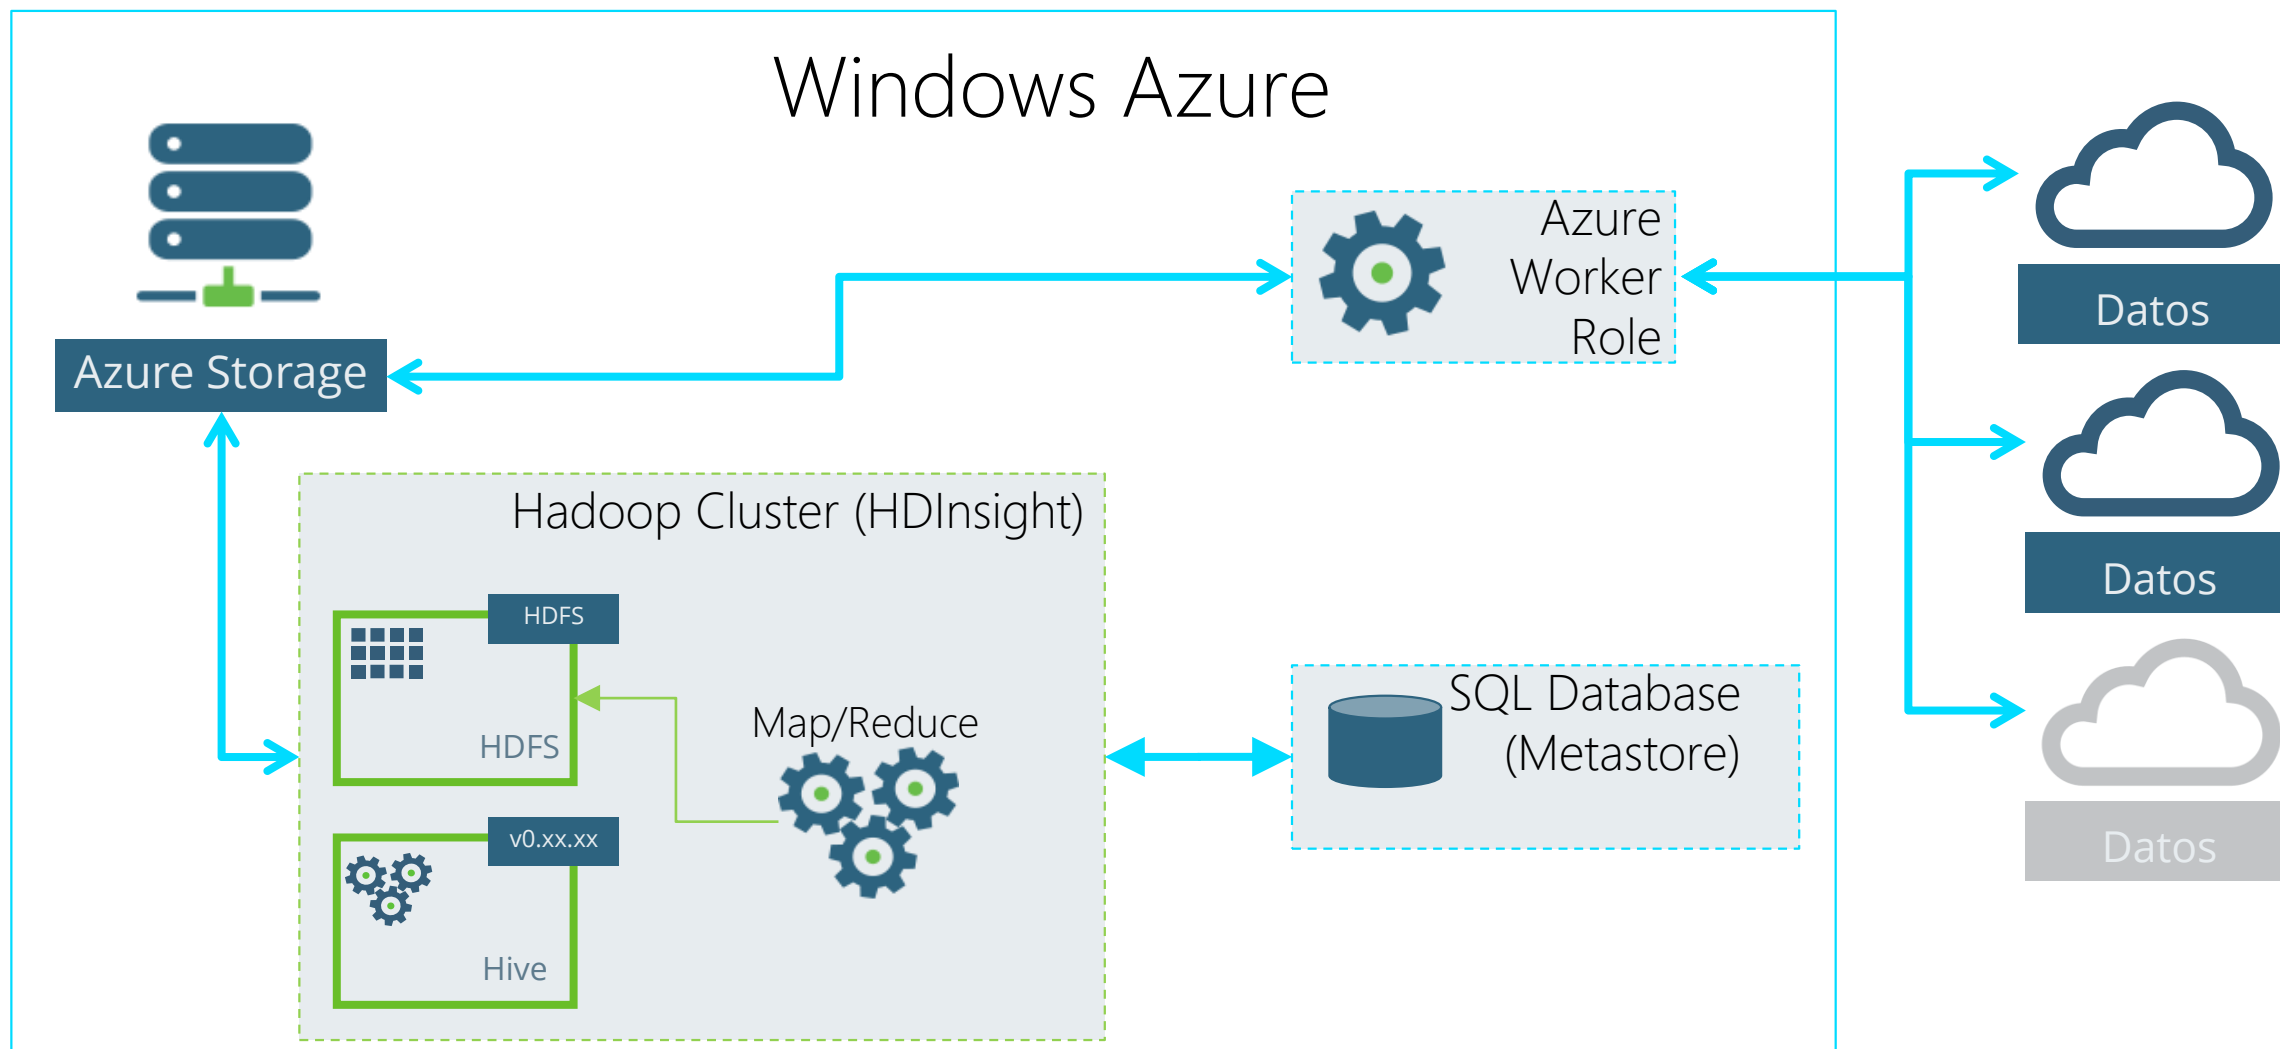 Windows Azure
Azure
Worker
Role
Datos
Azure Storage
Datos
Hadoop Cluster (HDInsight)
HDFS
HDFS
Map/Reduce
SQL Database
(Metastore)
v0.xx.xx
Hive
Datos